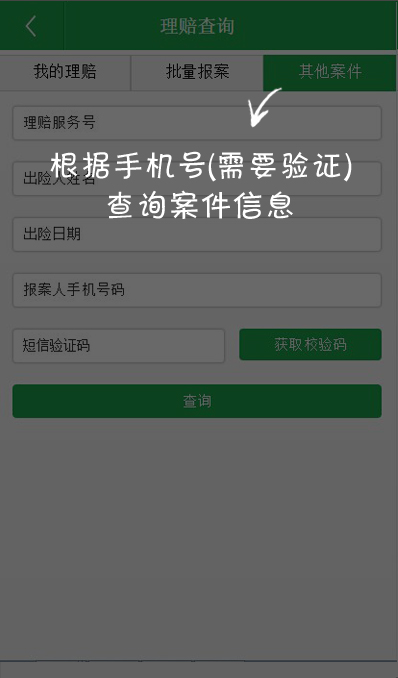 理赔查询
我的理赔 批量报案 其他案件
理赔服务号
根据手机号(需要验证)
出险人姓名
查询案件信息
出险日期
报案人手机号码
短信验证码 获取校验码
查询